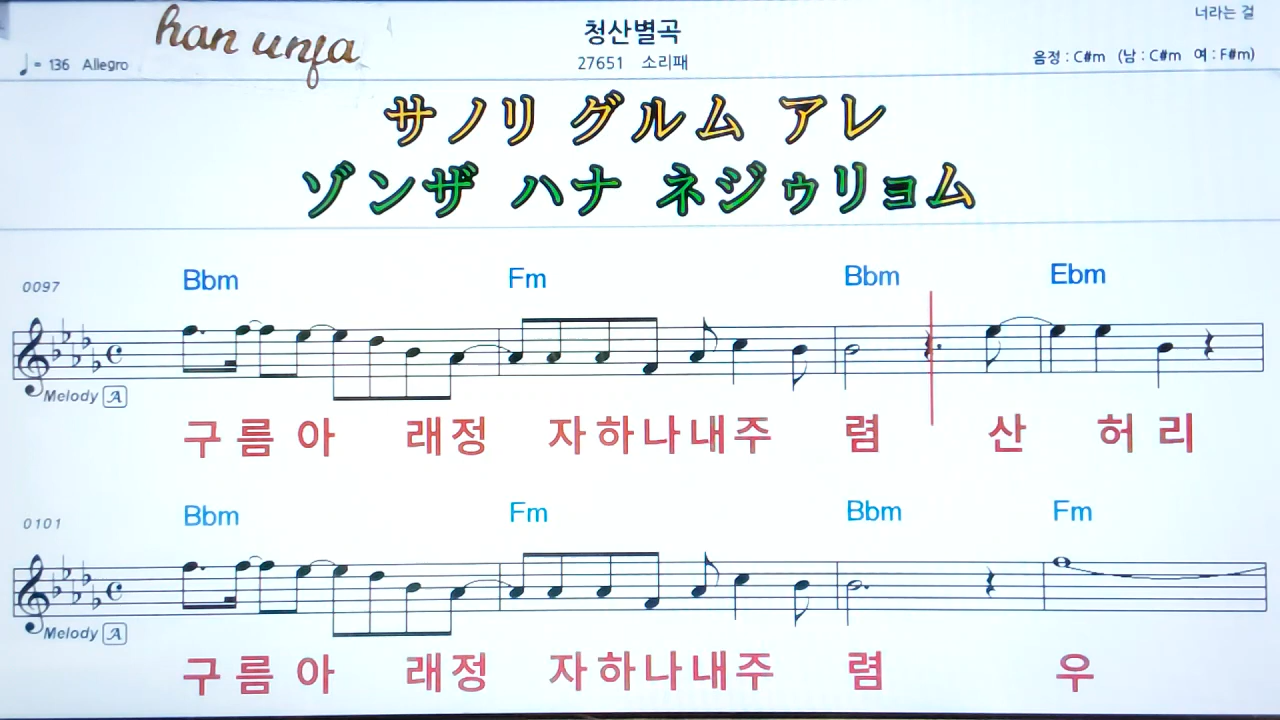 han unfa
청산별곡
너라는 걸
♩= 136 Allegro
27651 소리패
음정 : C#m (남 : C#m 여 : F#m)
サノリ グルム アレ
ゾンザ ハナ ネジゥリョム
0097 Bbm Fm Bbm Ebm
Melody A
구름아 래정 자하나내주 렴 산 허리
0101 Bbm Fm Bbm Fm
Melody A
구름아 래정 자하나내주 렴 우